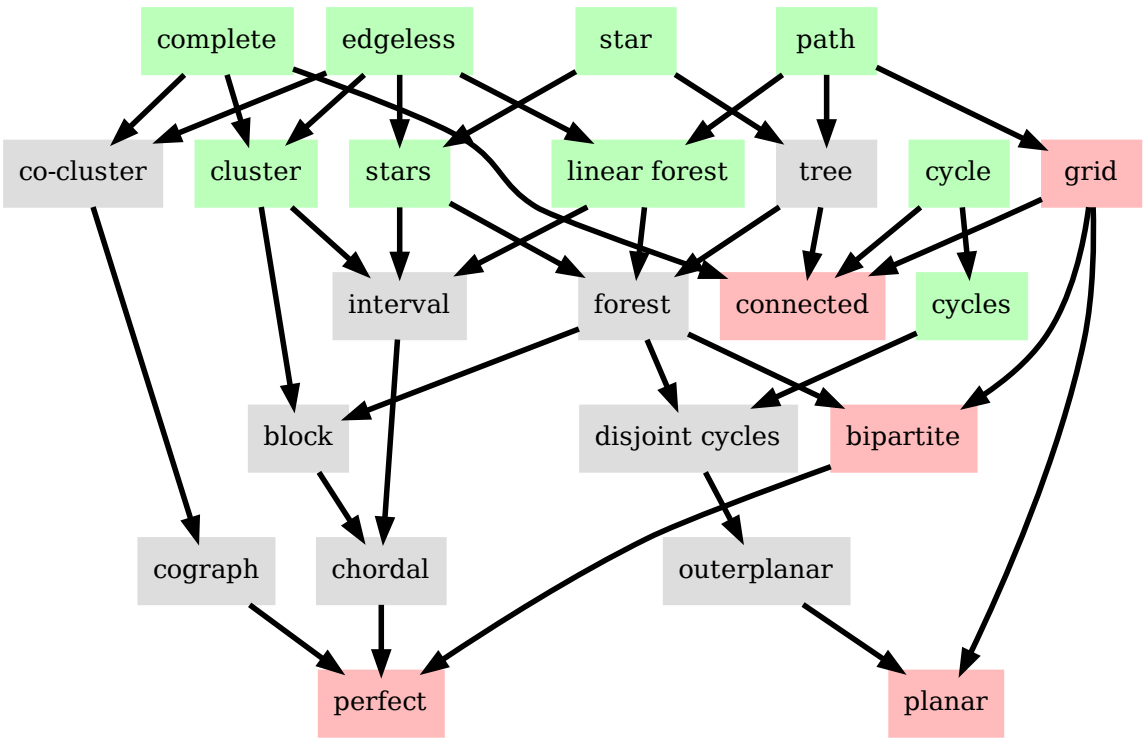 complete
edgeless
star
path
co-cluster
cluster
stars
linear forest
tree
cycle
grid
interval
forest
connected
cycles
block
disjoint cycles
bipartite
cograph
chordal
outerplanar
perfect
planar